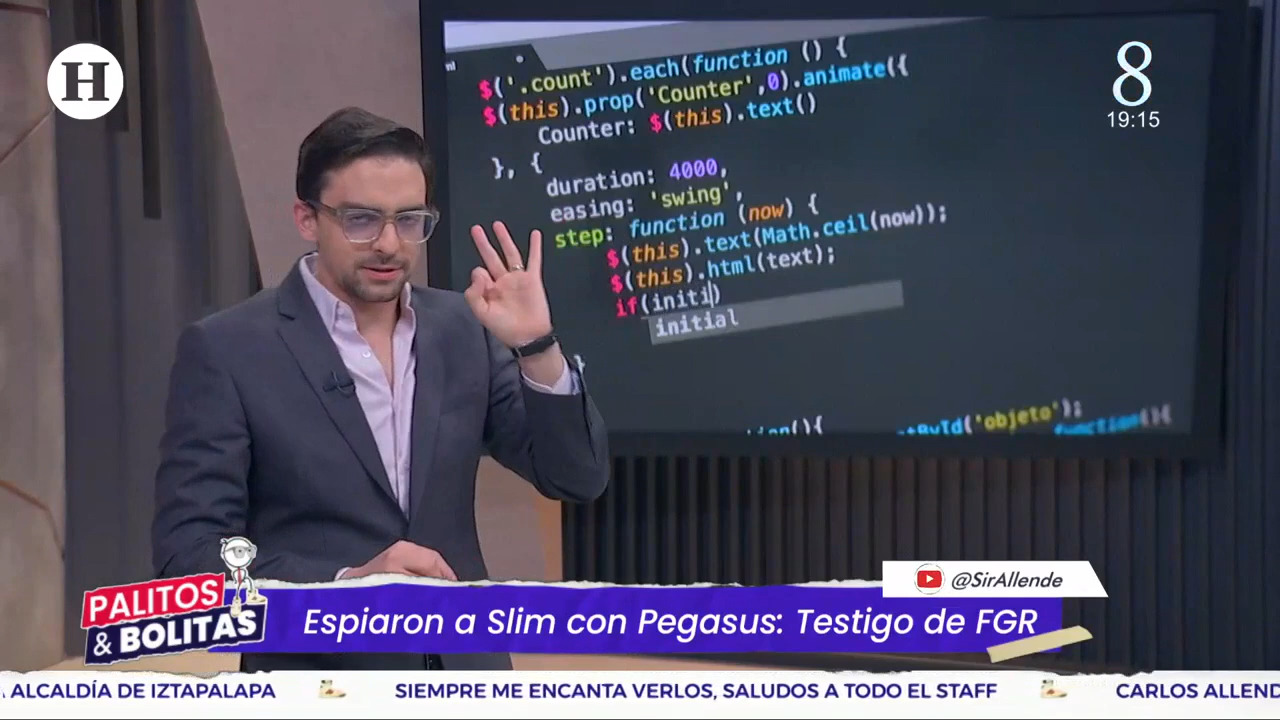 H
8
19:15
$('.count').each(function () {
$(this).prop('Counter',0).animate({
Counter: $(this).text()
}, {
duration: 4000,
easing: 'swing',
step: function (now) {
$(this).text(Math.ceil(now));
$(this).html(text);
if(initi)
initial
}
'objeto');
function(){
@SirAllende
PALITOS
& BOLITAS
Espiaron a Slim con Pegasus: Testigo de FGR
. ALCALDÍA DE IZTAPALAPA SIEMPRE ME ENCANTA VERLOS, SALUDOS A TODO EL STAFF CARLOS ALLEND